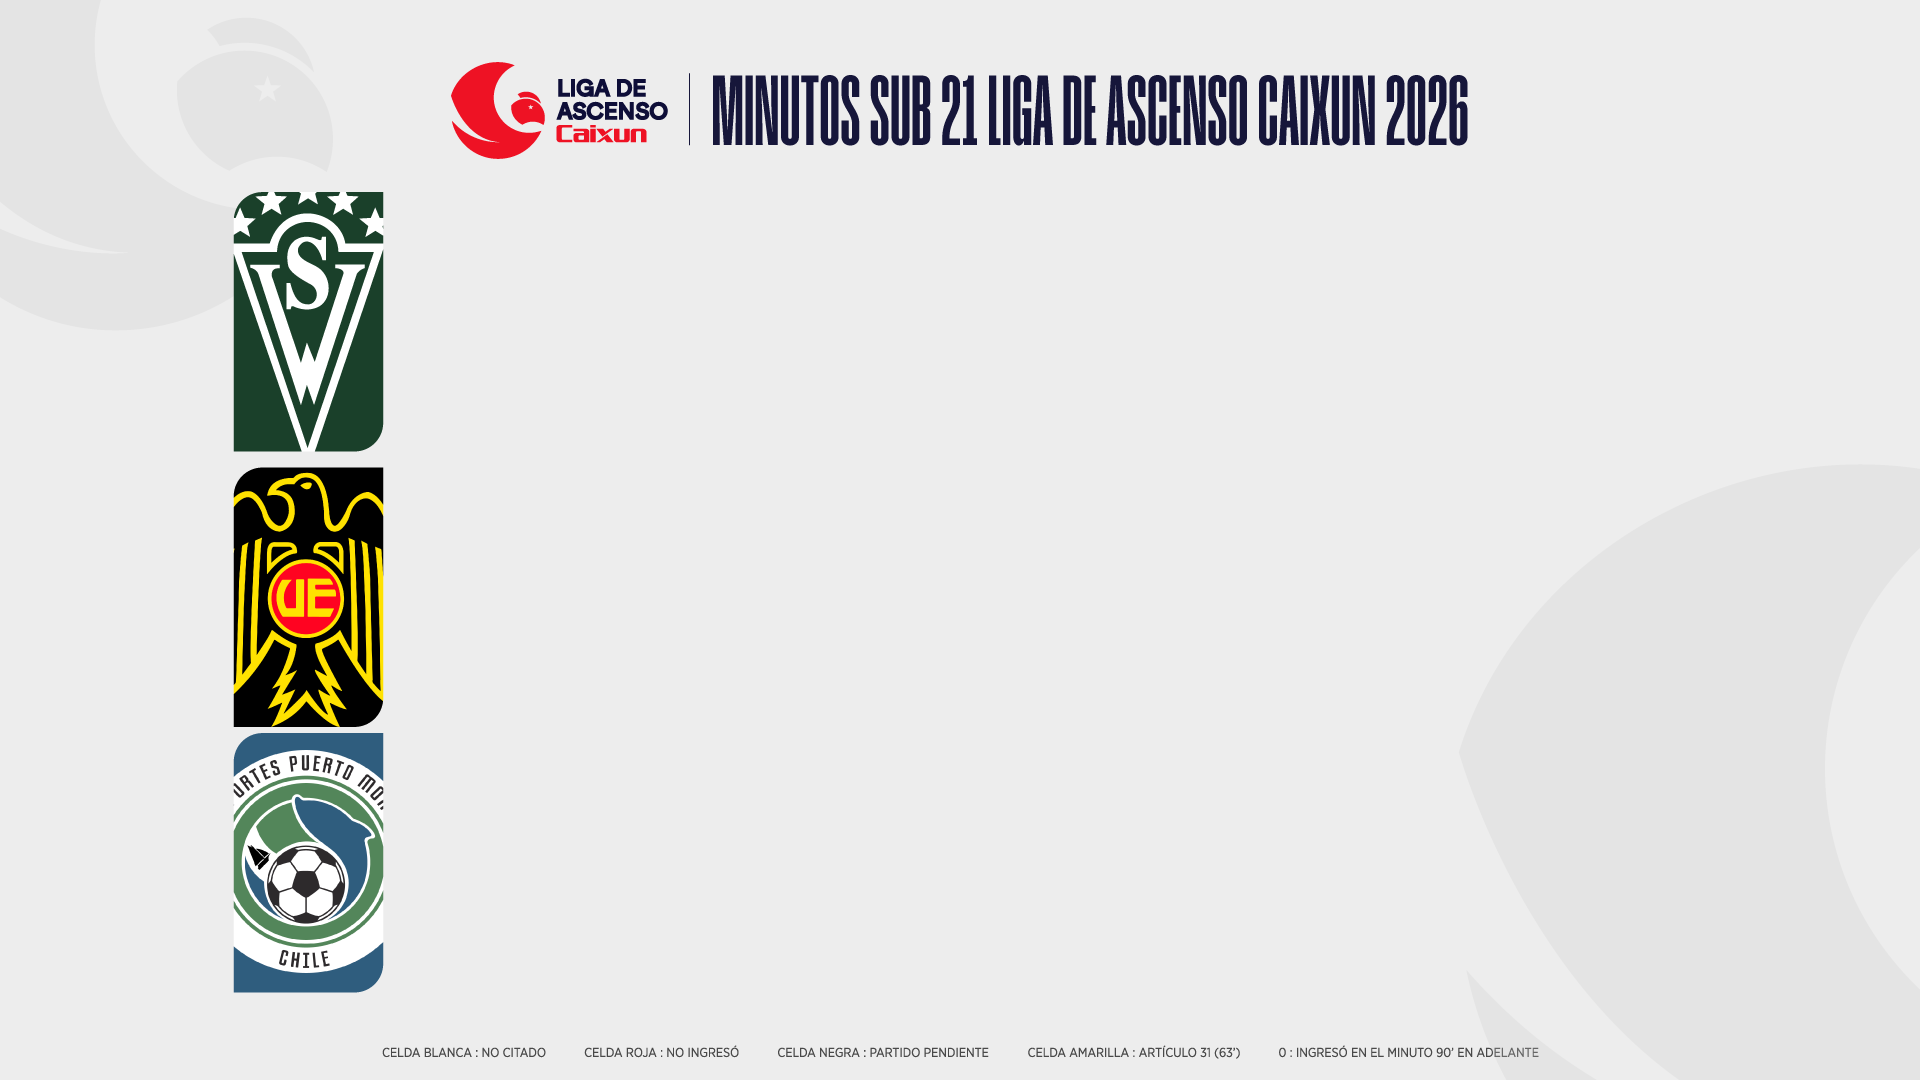 LIGA DE
ASCENSO
Caixun
MINUTOS SUB 21 LIGA DE ASCENSO CAIXUN 2026
S
W
UE
ORTES PUERTO MON
CHILE
CELDA BLANCA : NO CITADO CELDA ROJA : NO INGRESÓ CELDA NEGRA : PARTIDO PENDIENTE CELDA AMARILLA : ARTÍCULO 31 (63') 0 : INGRESÓ EN EL MINUTO 90' EN ADELANTE